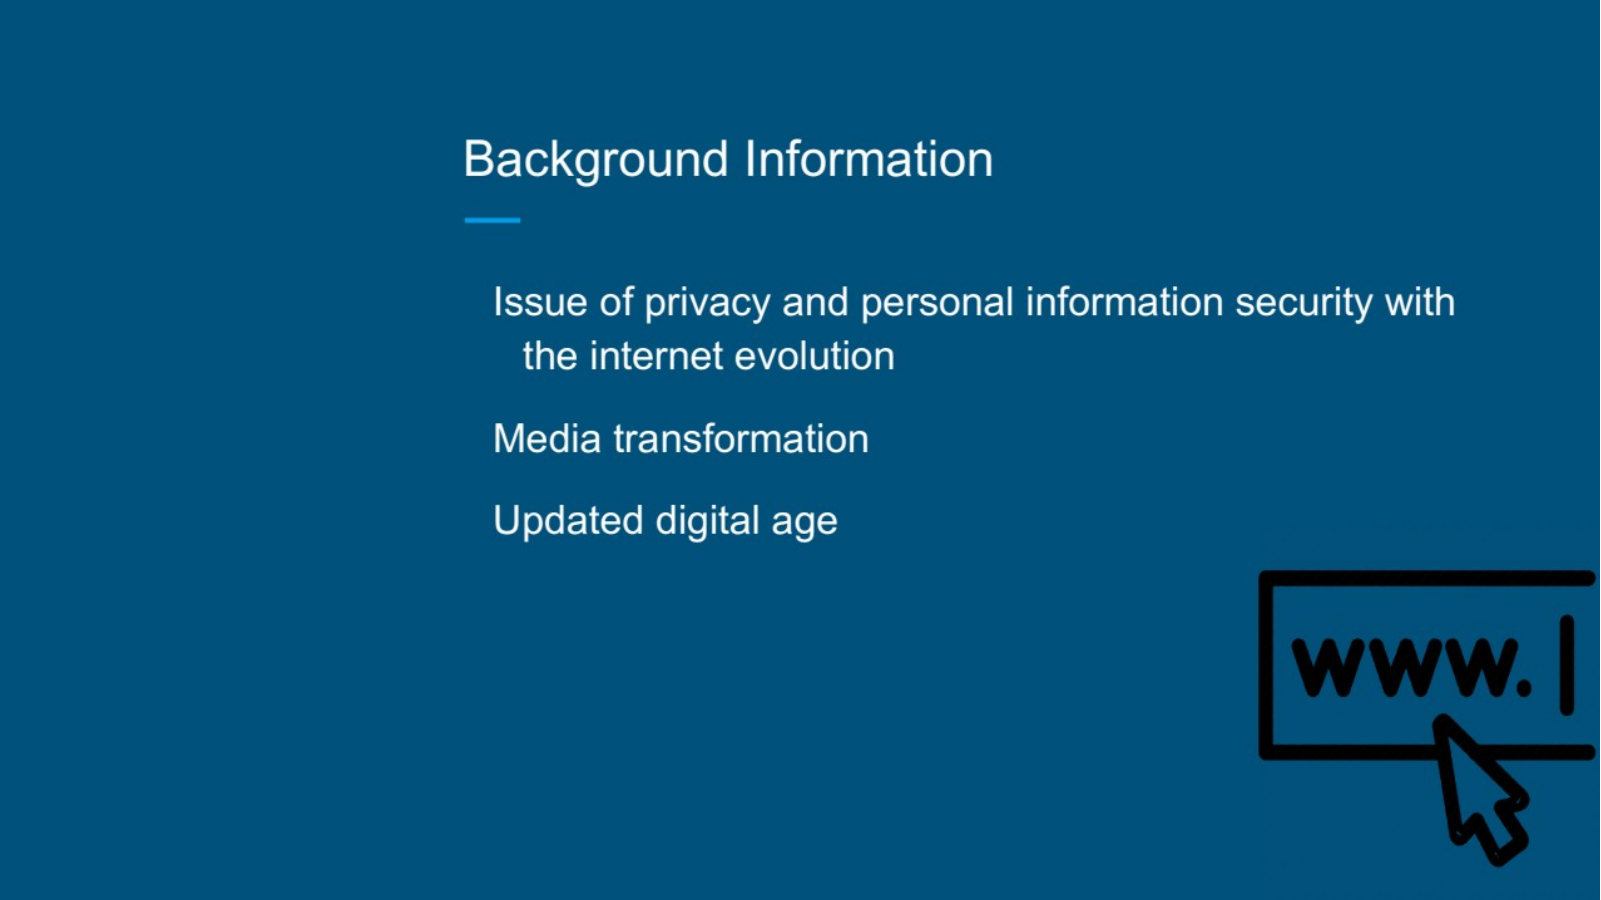 Background Information
Issue of privacy and personal information security with
the internet evolution
Media transformation
Updated digital age
www.